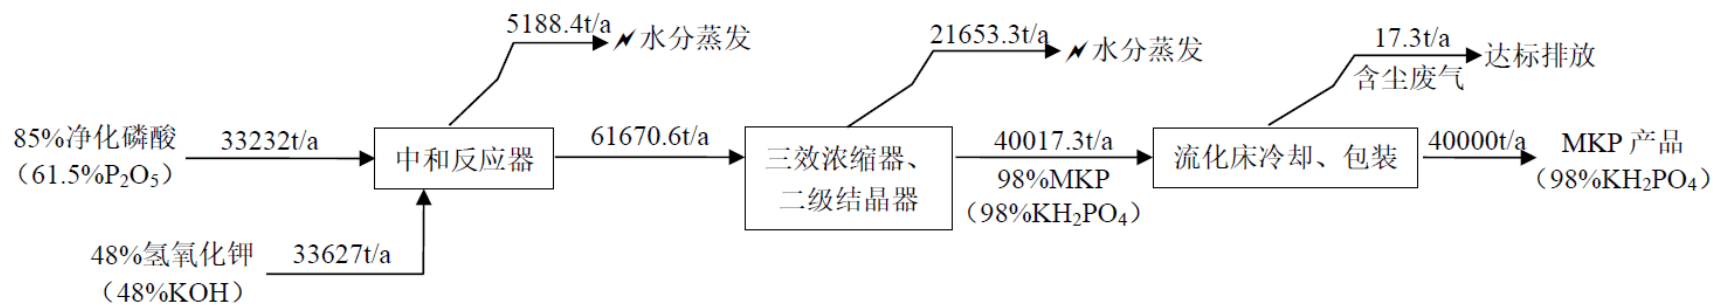 5188.4t/a
水分蒸发
21653.3t/a
水分蒸发
17.3t/a
含尘废气
达标排放
85%净化磷酸
（61.5%P₂O₅）
33232t/a
中和反应器
61670.6t/a
三效浓缩器、
二级结晶器
40017.3t/a
98%MKP
（98%KH₂PO₄）
流化床冷却、包装
40000t/a
MKP 产品
（98%KH₂PO₄）
48%氢氧化钾
（48%KOH）
33627t/a